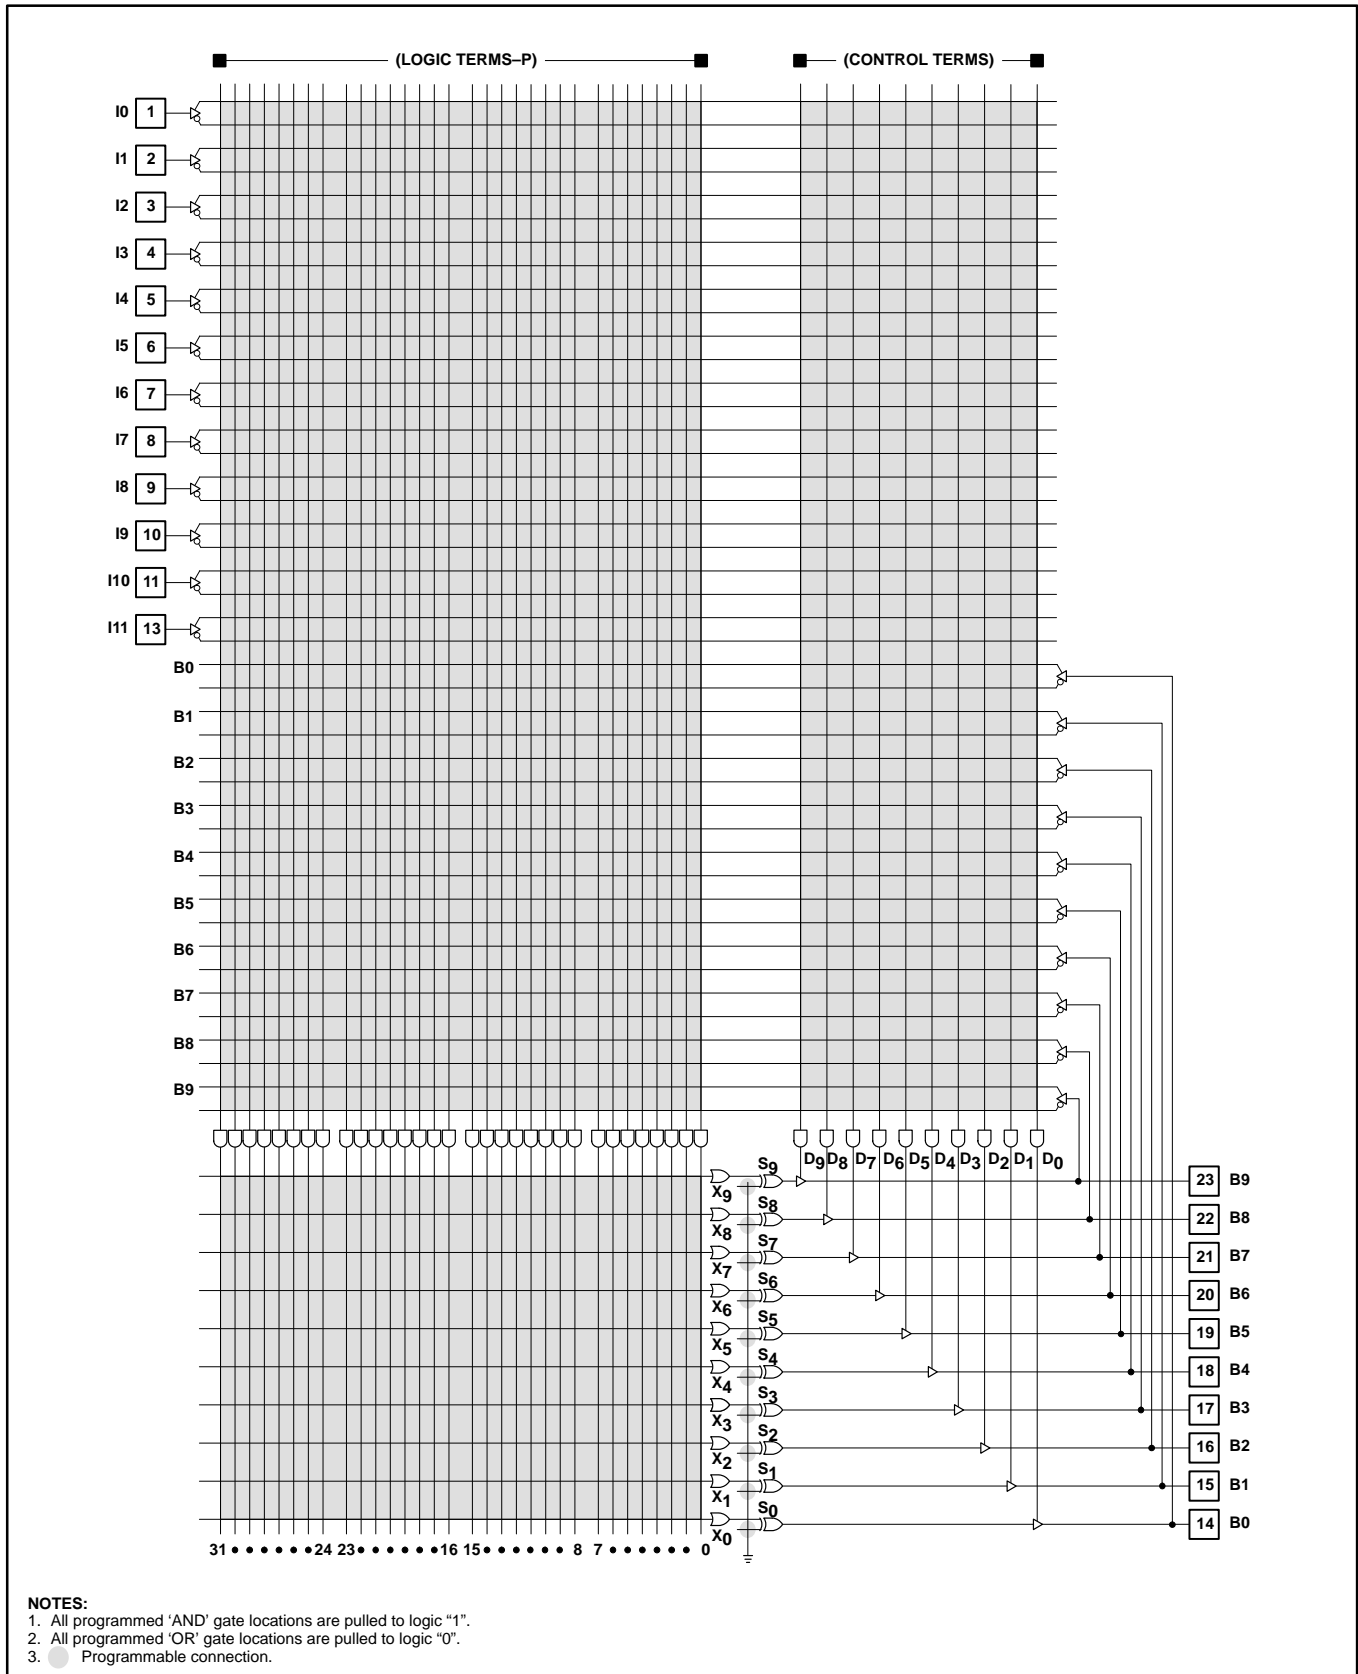 (LOGIC TERMS–P) (CONTROL TERMS)
I0 1
I1 2
I2 3
I3 4
I4 5
I5 6
I6 7
I7 8
I8 9
I9 10
I10 11
I11 13
B0
B1
B2
B3
B4
B5
B6
B7
B8
B9
D9 D8 D7 D6 D5 D4 D3 D2 D1 D0
X9 S9 23 B9
X8 S8 22 B8
X7 S7 21 B7
X6 S6 20 B6
X5 S5 19 B5
X4 S4 18 B4
X3 S3 17 B3
X2 S2 16 B2
X1 S1 15 B1
X0 S0 14 B0
31 • • • • • • 24 23 • • • • • • 16 15 • • • • • • 8 7 • • • • • • 0
NOTES:
1. All programmed ‘AND’ gate locations are pulled to logic “1”.
2. All programmed ‘OR’ gate locations are pulled to logic “0”.
3. Programmable connection.